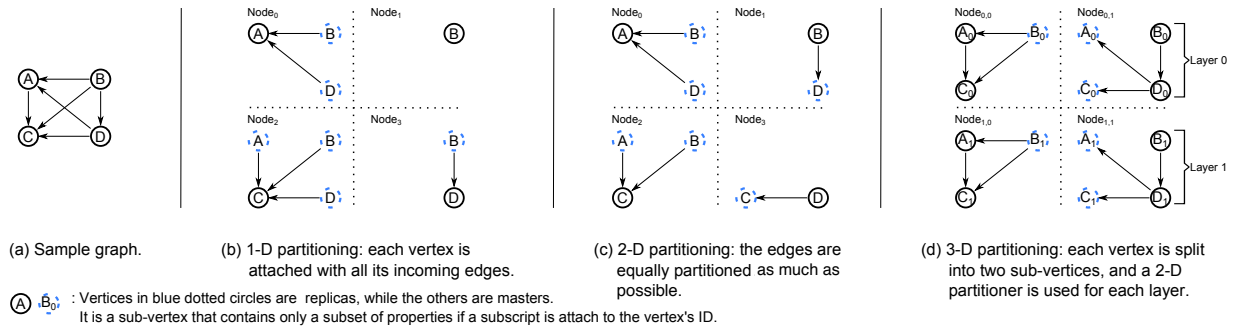 Node0 Node1
A B B
D
Node2 Node3
A B B
C D D
Node0 Node1
A B B
D D
Node2 Node3
A B
C C D
Node0,0 Node0,1
A0 B0 A0 B0
C0 C0 D0
Layer 0
Node1,0 Node1,1
A1 B1 A1 B1
C1 C1 D1
Layer 1
A B
C D
(a) Sample graph.
(b) 1-D partitioning: each vertex is
attached with all its incoming edges.
(c) 2-D partitioning: the edges are
equally partitioned as much as
possible.
(d) 3-D partitioning: each vertex is split
into two sub-vertices, and a 2-D
partitioner is used for each layer.
A B0 : Vertices in blue dotted circles are replicas, while the others are masters.
It is a sub-vertex that contains only a subset of properties if a subscript is attach to the vertex's ID.